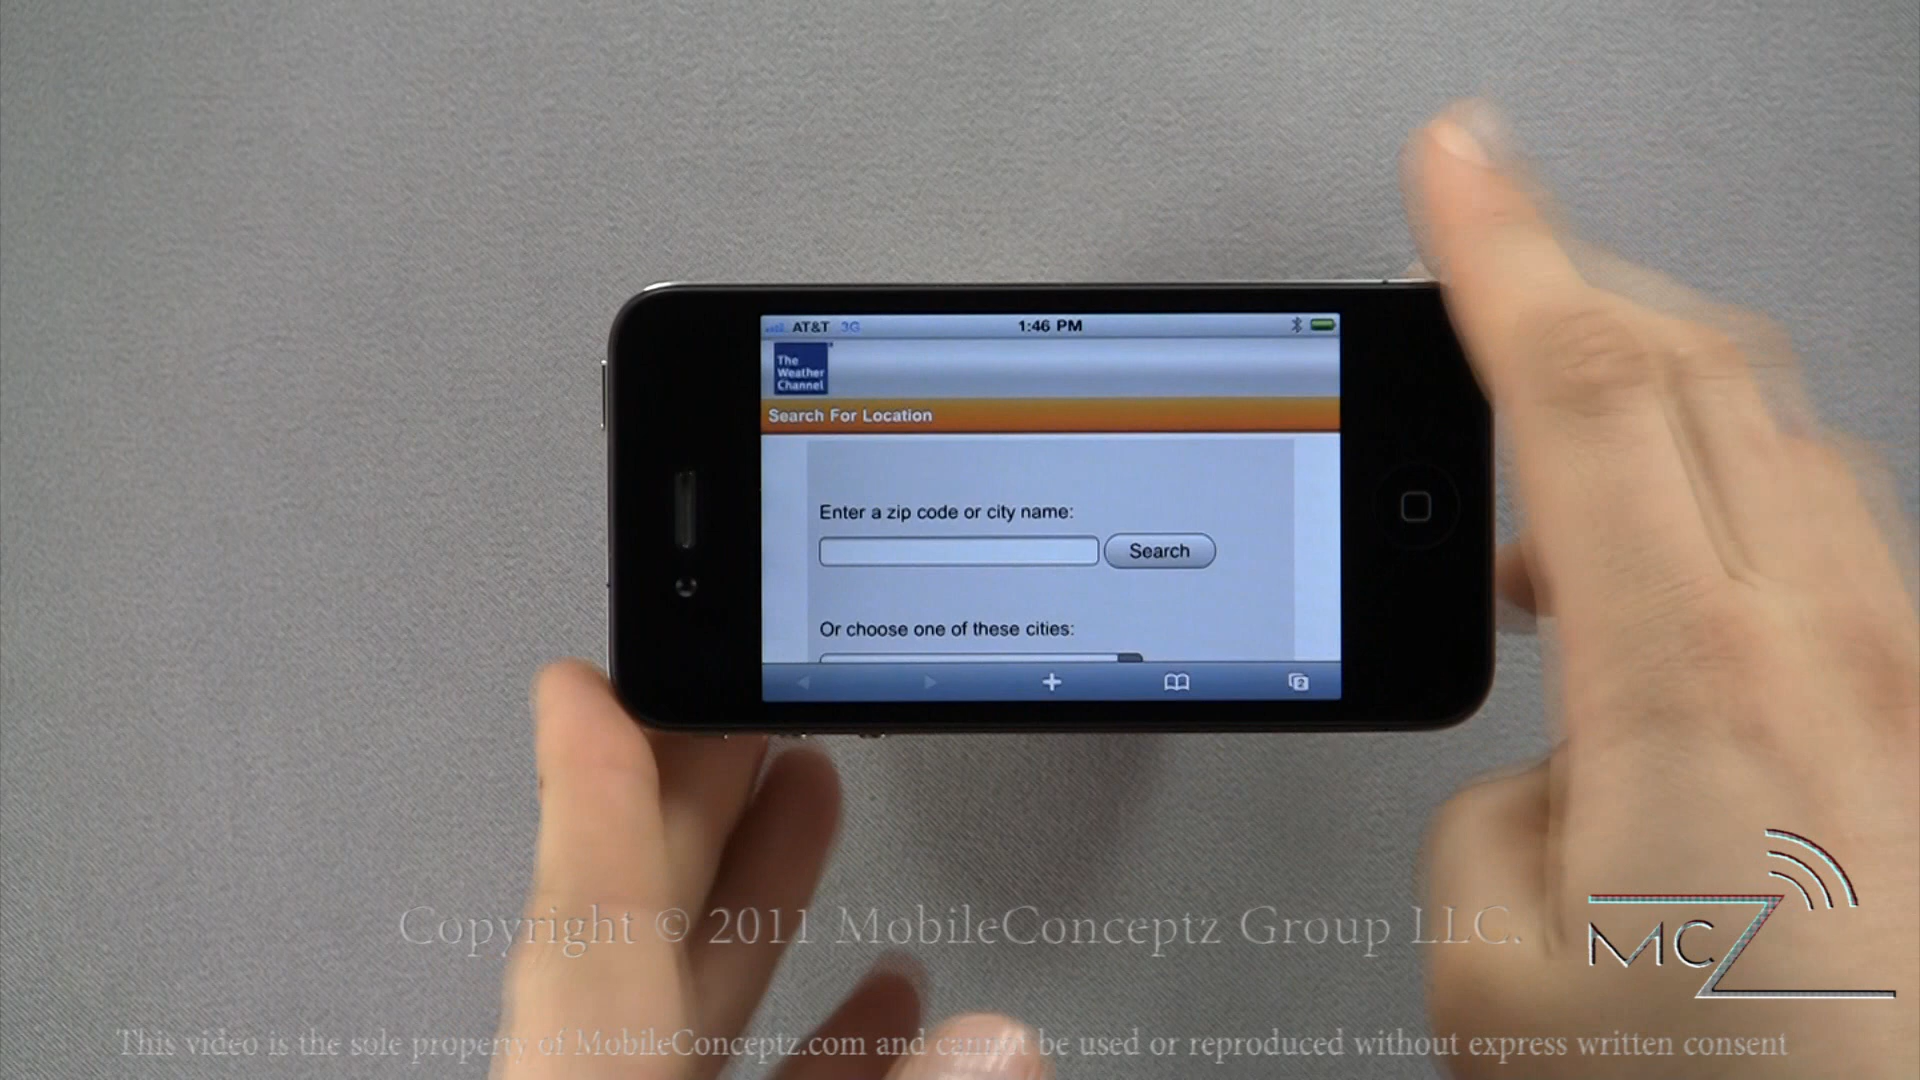 AT&T 3G 1:46 PM
The
Weather
Channel
Search For Location
Enter a zip code or city name:
Search
Or choose one of these cities:
2
Copyright © 2011 MobileConceptz Group LLC.
MCZ
This video is the sole property of MobileConceptz.com and cannot be used or reproduced without express written consent